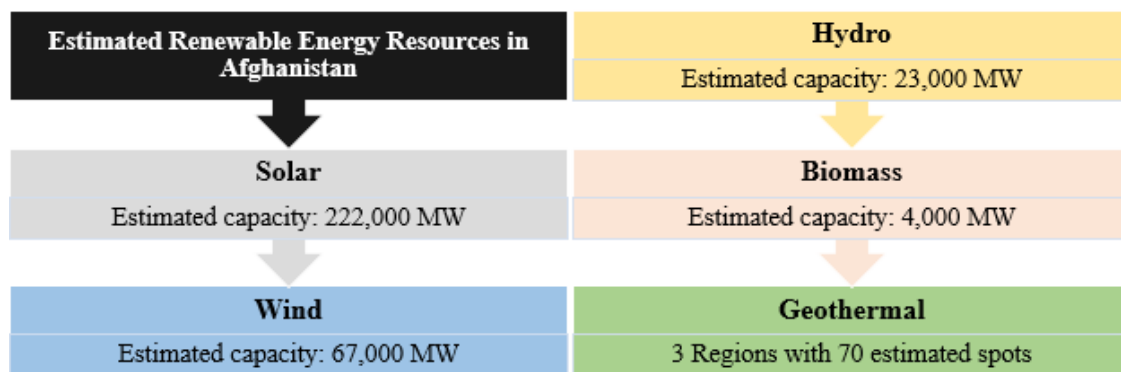 Estimated Renewable Energy Resources in
Afghanistan
Solar
Estimated capacity: 222,000 MW
Wind
Estimated capacity: 67,000 MW
Hydro
Estimated capacity: 23,000 MW
Biomass
Estimated capacity: 4,000 MW
Geothermal
3 Regions with 70 estimated spots